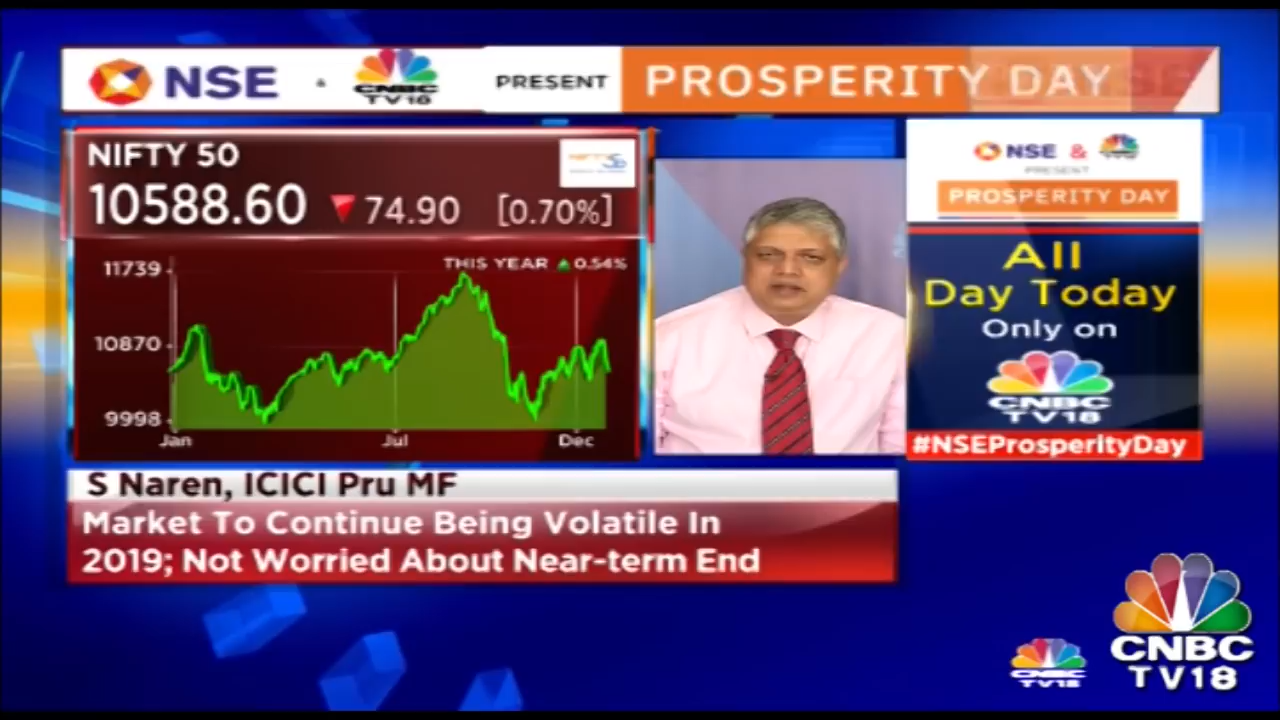 NSE & CNBC TV18 PRESENT PROSPERITY DAY
NIFTY 50
10588.60 ▼ 74.90 [0.70%]
THIS YEAR ▲ 0.54%
11739
10870
9998
Jan Jul Dec
NSE & CNBC TV18
PRESENT
PROSPERITY DAY
All
Day Today
Only on
CNBC
TV18
#NSEProsperityDay
S Naren, ICICI Pru MF
Market To Continue Being Volatile In
2019; Not Worried About Near-term End
CNBC
TV18
CNBC
TV18